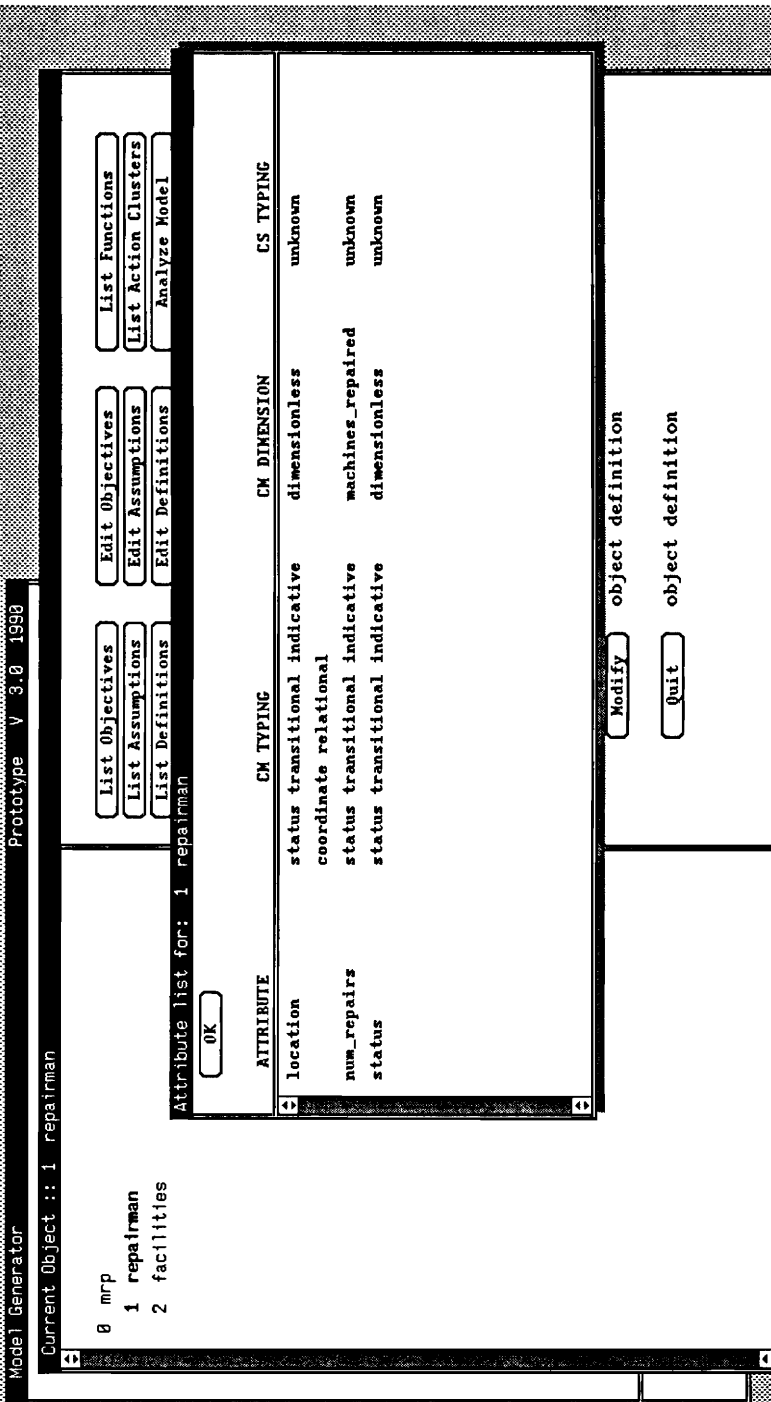 Model Generator Prototype V 3.0 1990
Current Object :: 1 repairman
0 mrp
1 repairman
2 facilities
List Objectives Edit Objectives List Functions
List Assumptions Edit Assumptions List Action Clusters
List Definitions Edit Definitions Analyze Model
Attribute list for: 1 repairman
OK
ATTRIBUTE CM TYPING CM DIMENSION CS TYPING
location status transitional indicative dimensionless unknown
coordinate relational
num_repairs status transitional indicative machines_repaired unknown
status status transitional indicative dimensionless unknown
Modify object definition
Quit object definition